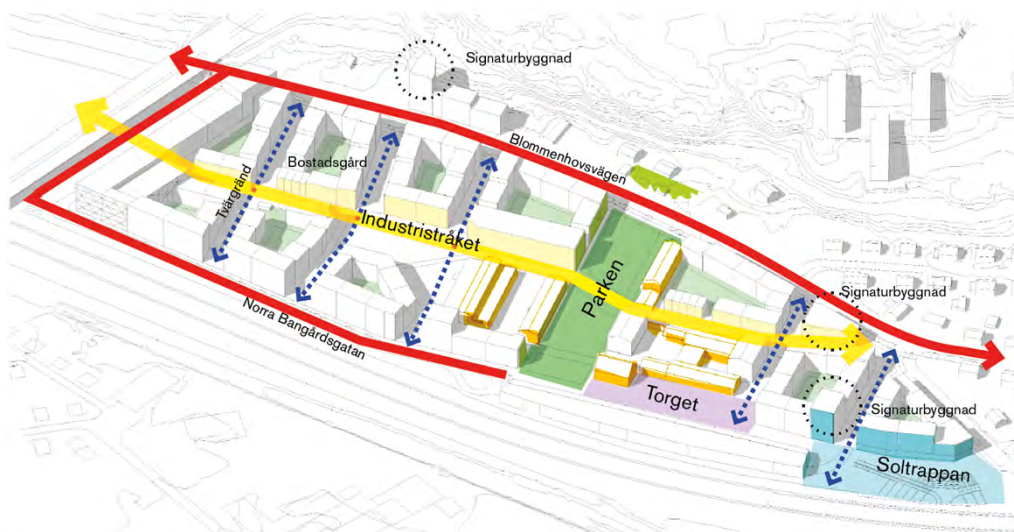 Signaturbyggnad
Blommenhovsvägen
Bostadsgård
Tvärgränd
Industristråket
Parken
Signaturbyggnad
Norra Bangårdsgatan
Torget
Signaturbyggnad
Soltrappan